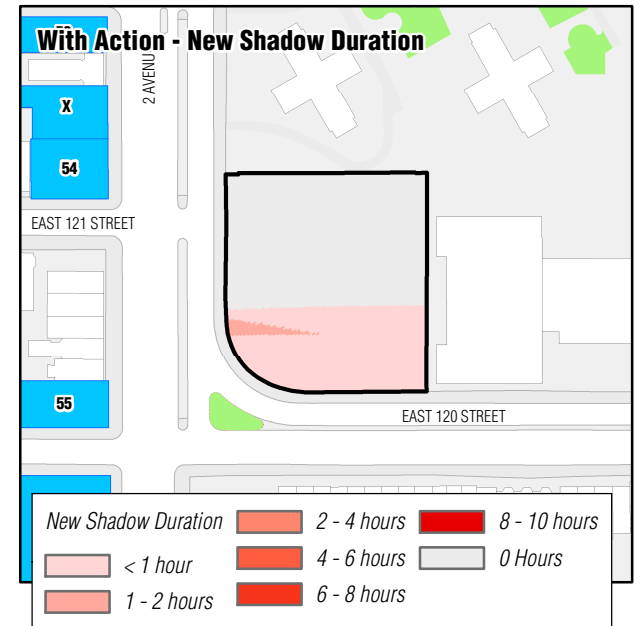 With Action - New Shadow Duration
2 AVENU
X
54
EAST 121 STREET
55
EAST 120 STREET
New Shadow Duration
< 1 hour
1 - 2 hours
2 - 4 hours
4 - 6 hours
6 - 8 hours
8 - 10 hours
0 Hours